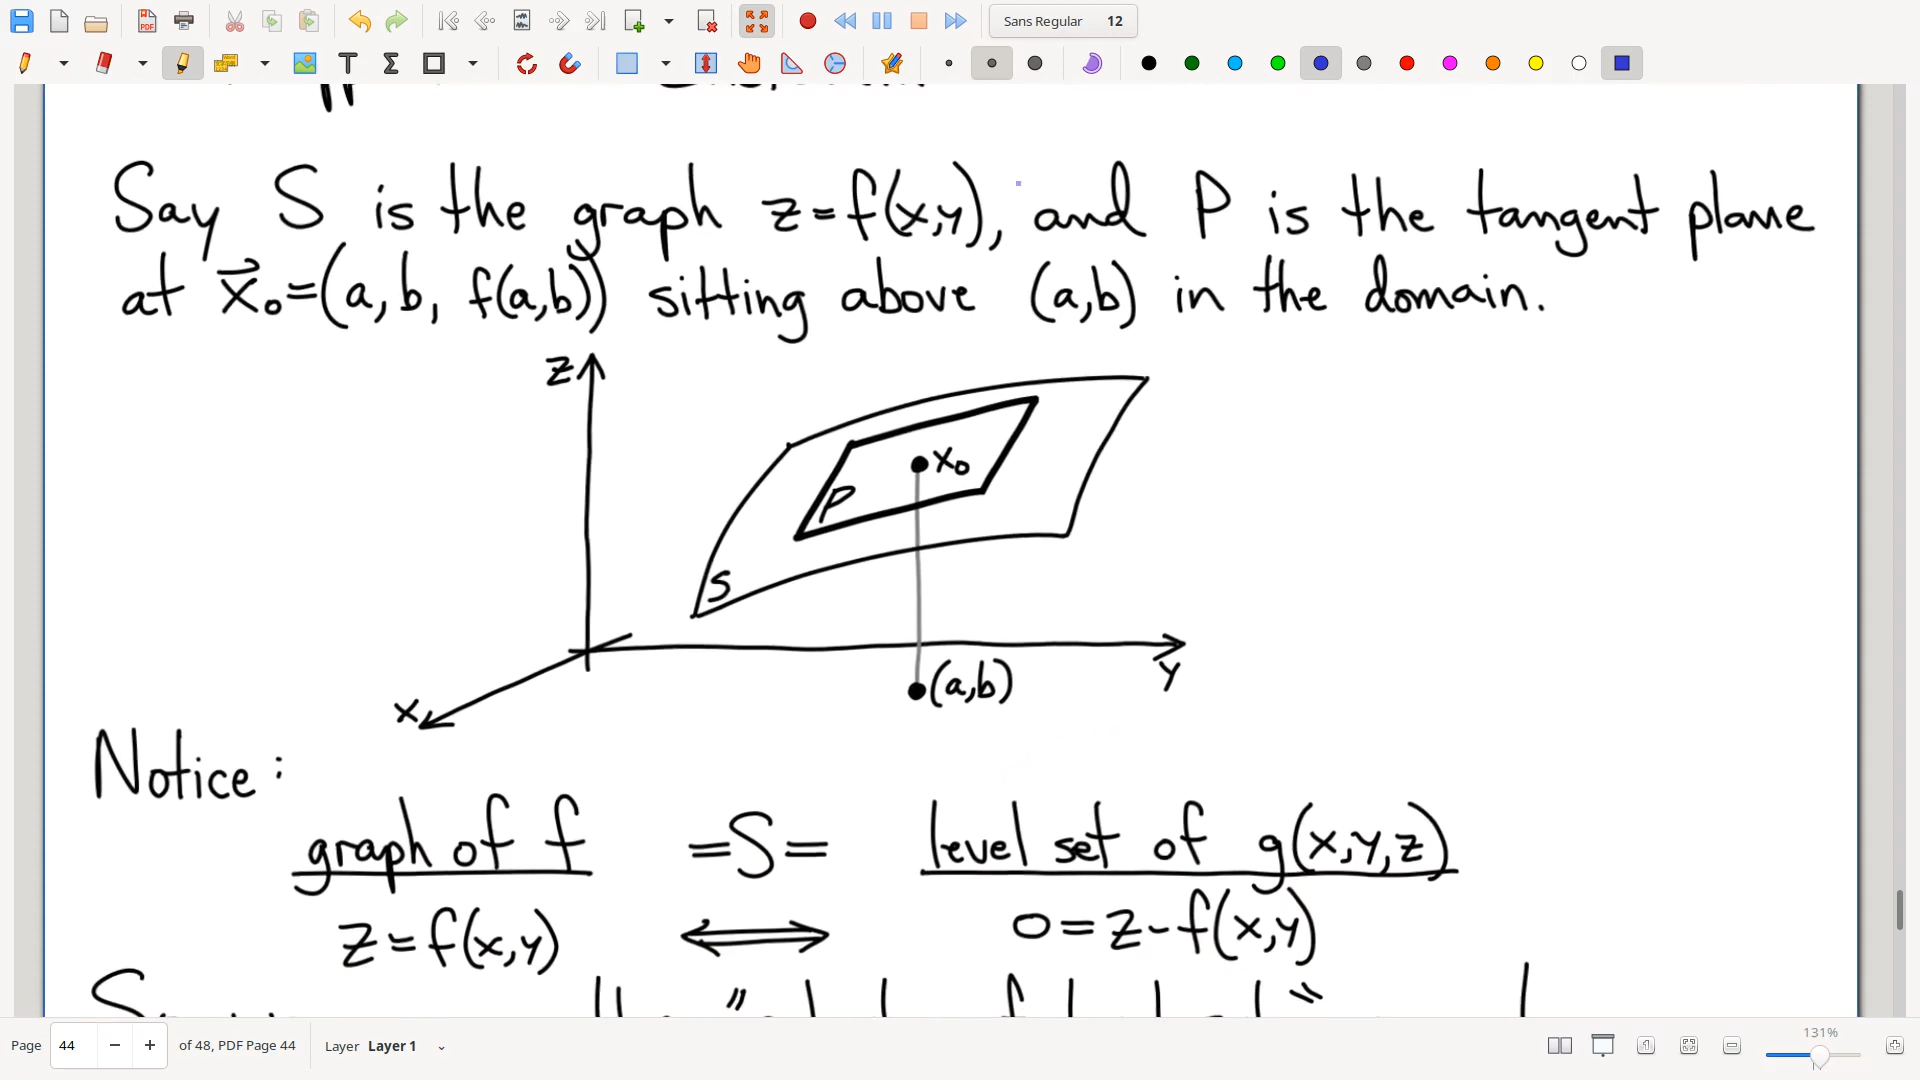 Sans Regular 12
Say S is the graph z=f(x,y), and P is the tangent plane
at x⃗₀=(a,b, f(a,b)) sitting above (a,b) in the domain.
z
x₀
P
S
y
(a,b)
x
Notice:
graph of f =S= level set of g(x,y,z)
z=f(x,y) ⟺ 0=z-f(x,y)
Page 44 of 48, PDF Page 44 Layer Layer 1 131%